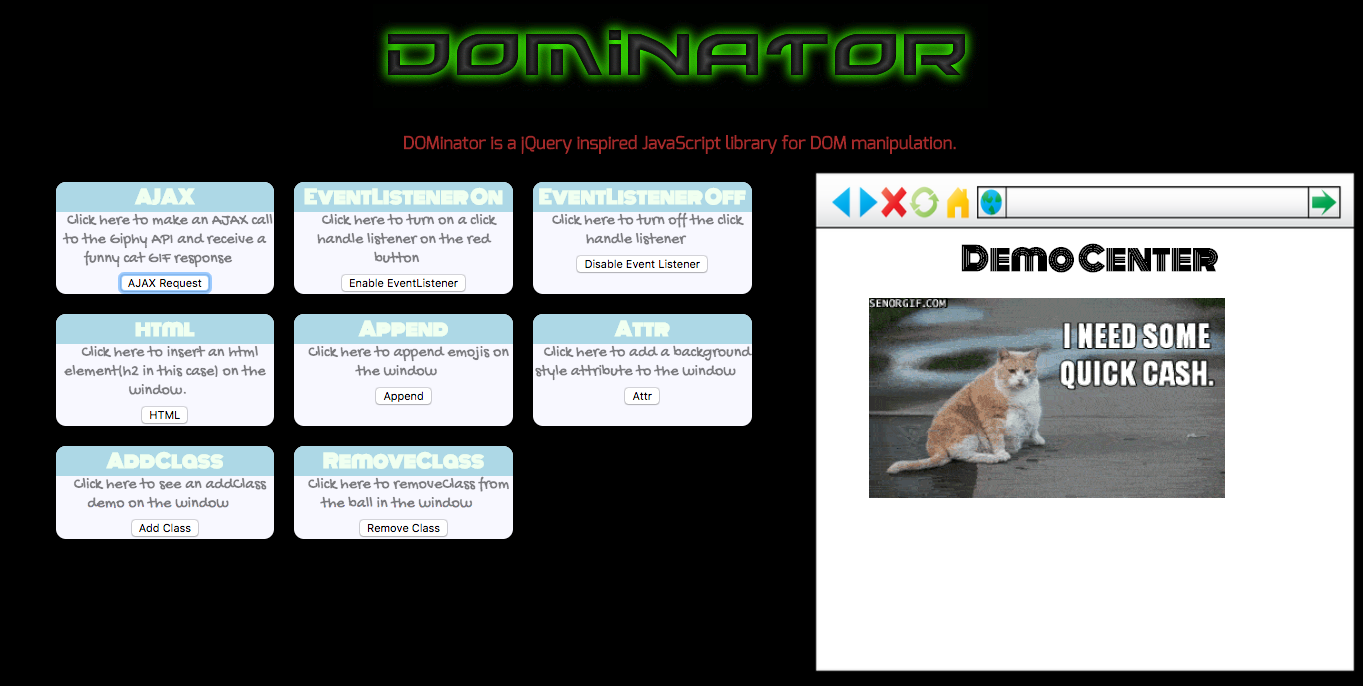 DOMiNATOR
DOMinator is a jQuery inspired JavaScript library for DOM manipulation.
AJAX
Click here to make an AJAX call
to the Giphy API and receive a
funny cat GIF response
AJAX Request
EventListener On
Click here to turn on a click
handle listener on the red
button
Enable EventListener
EventListener Off
Click here to turn off the click
handle listener
Disable Event Listener
html
Click here to insert an html
element(h2 in this case) on the
window.
HTML
Append
Click here to append emojis on
the window
Append
Attr
Click here to add a background
style attribute to the window
Attr
AddClass
Click here to see an addClass
demo on the window
Add Class
RemoveClass
Click here to removeClass from
the ball in the window
Remove Class
Demo Center
SENORGIF.COM
I NEED SOME
QUICK CASH.